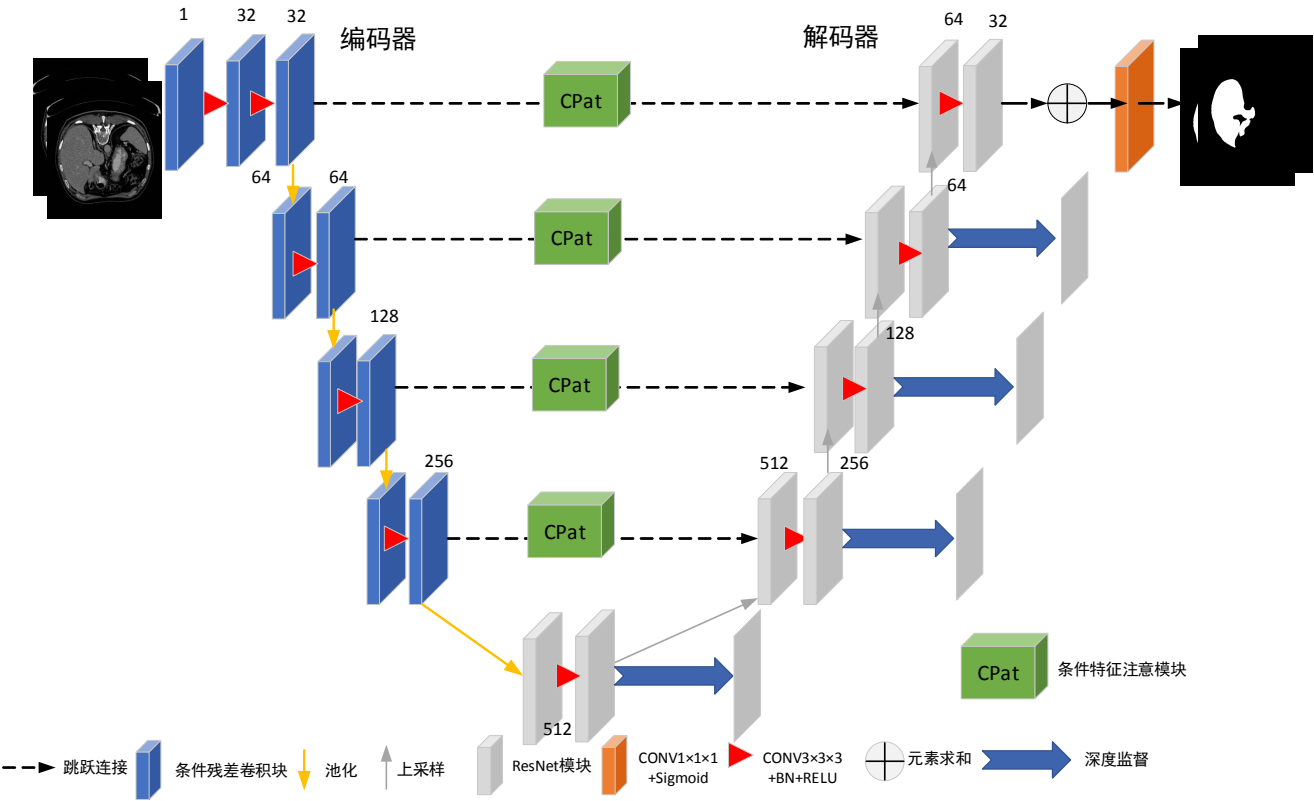 1
32
32
编码器
解码器
64
32
CPat
64
64
CPat
64
128
CPat
128
256
CPat
512
256
512
CPat
条件特征注意模块
跳跃连接
条件残差卷积块
池化
上采样
ResNet模块
CONV1×1×1
+Sigmoid
CONV3×3×3
+BN+RELU
元素求和
深度监督